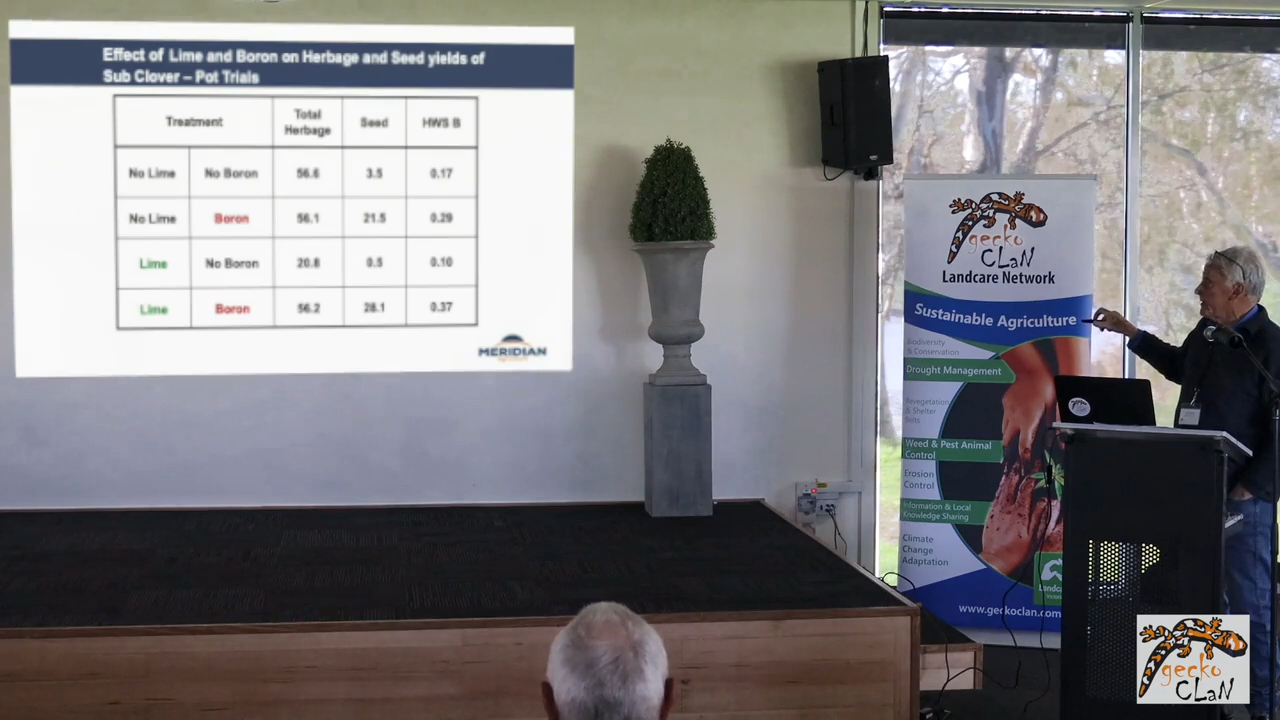 Effect of Lime and Boron on Herbage and Seed yields of
Sub Clover – Pot Trials
Treatment Total Herbage Seed HWS B
No Lime No Boron 56.6 3.5 0.17
No Lime Boron 56.1 21.5 0.29
Lime No Boron 20.8 0.5 0.10
Lime Boron 56.2 28.1 0.37
MERIDIAN
gecko
CLaN
Landcare Network
Sustainable Agriculture
Biodiversity
& Conservation
Drought Management
Revegetation
& Shelter
Belts
Weed & Pest Animal
Control
Erosion
Control
Information & Local
Knowledge Sharing
Climate
Change
Adaptation
www.geckoclan.com
gecko
CLaN